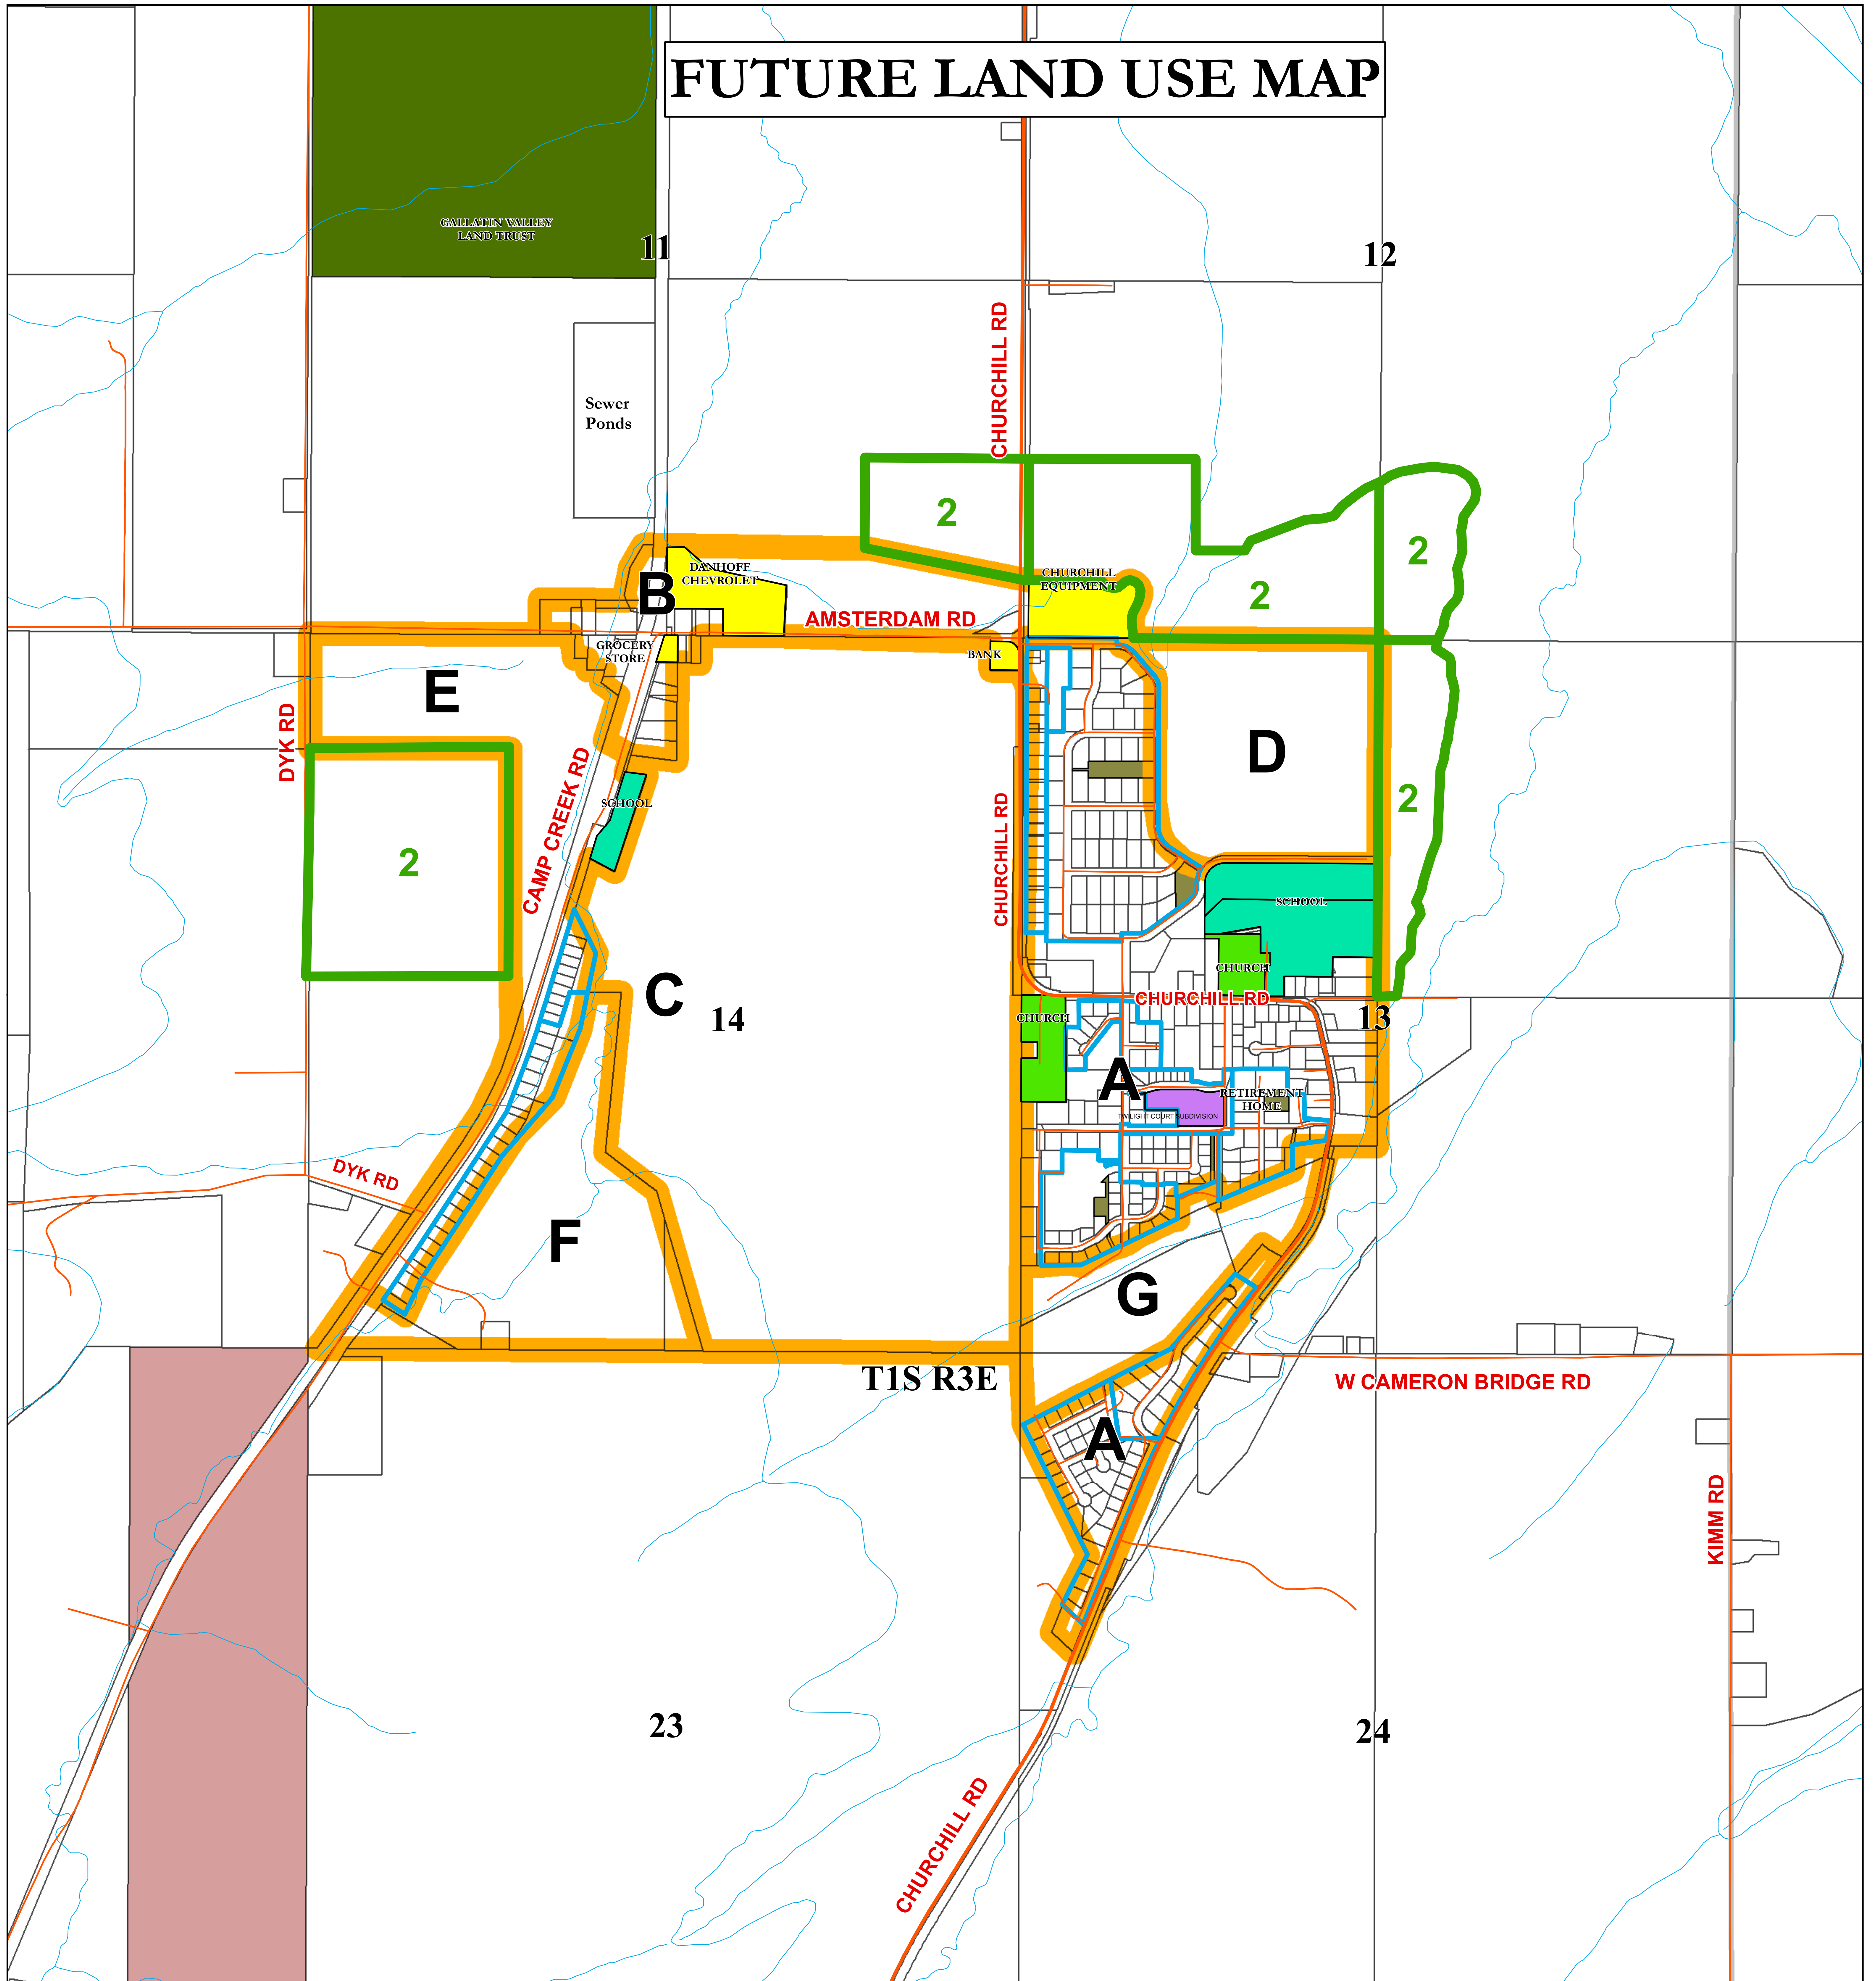 FUTURE LAND USE MAP
GALLATIN VALLEY
LAND TRUST
11
12
CHURCHILL RD
Sewer
Ponds
2
2
2
DANHOFF
CHEVROLET
B
CHURCHILL
EQUIPMENT
AMSTERDAM RD
GROCERY
STORE
BANK
E
DYK RD
D
CAMP CREEK RD
SCHOOL
CHURCHILL RD
2
2
SCHOOL
CHURCH
C
14
CHURCHILL RD
CHURCH
13
A
RETIREMENT
HOME
TWILIGHT COURT SUBDIVISION
DYK RD
F
G
T1S R3E
W CAMERON BRIDGE RD
A
KIMM RD
23
24
CHURCHILL RD